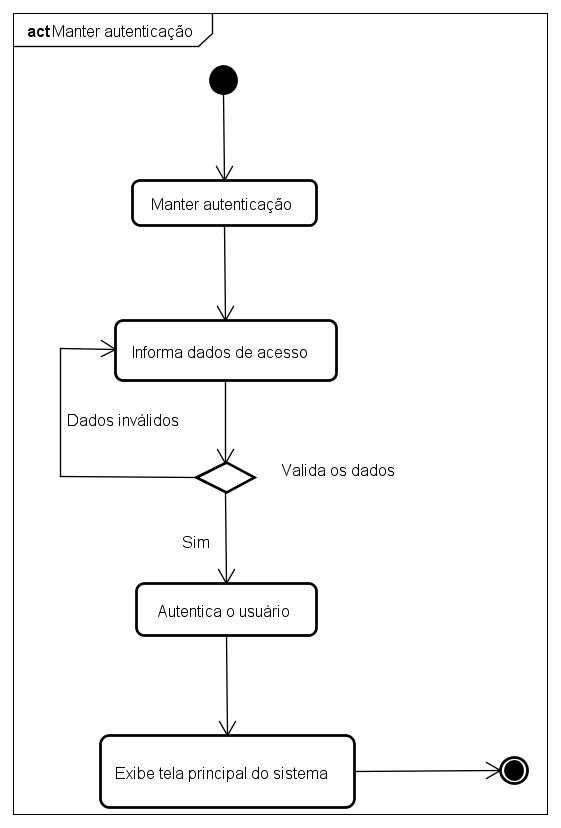 act Manter autenticação
Manter autenticação
Informa dados de acesso
Dados inválidos
Valida os dados
Sim
Autentica o usuário
Exibe tela principal do sistema